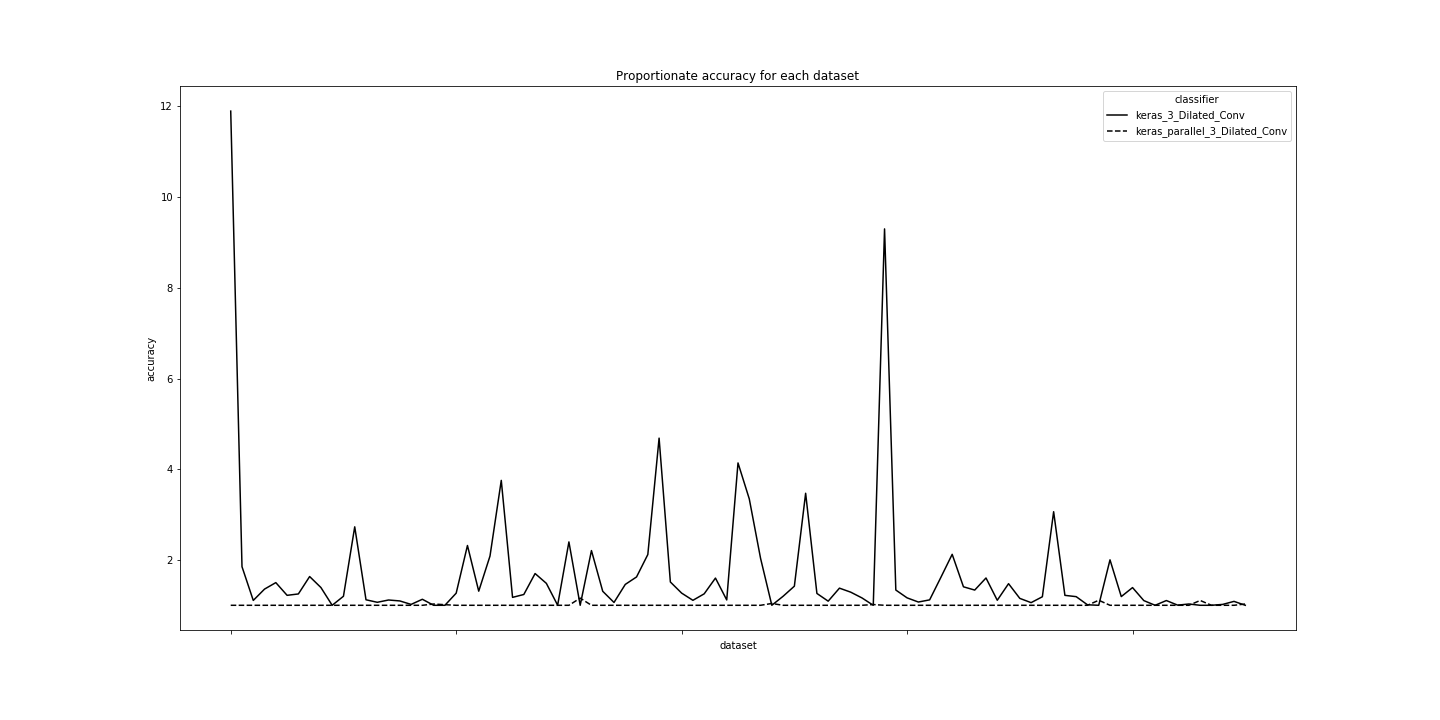 Proportionate accuracy for each dataset
classifier
keras_3_Dilated_Conv
keras_parallel_3_Dilated_Conv
12
10
8
6
4
2
accuracy
dataset